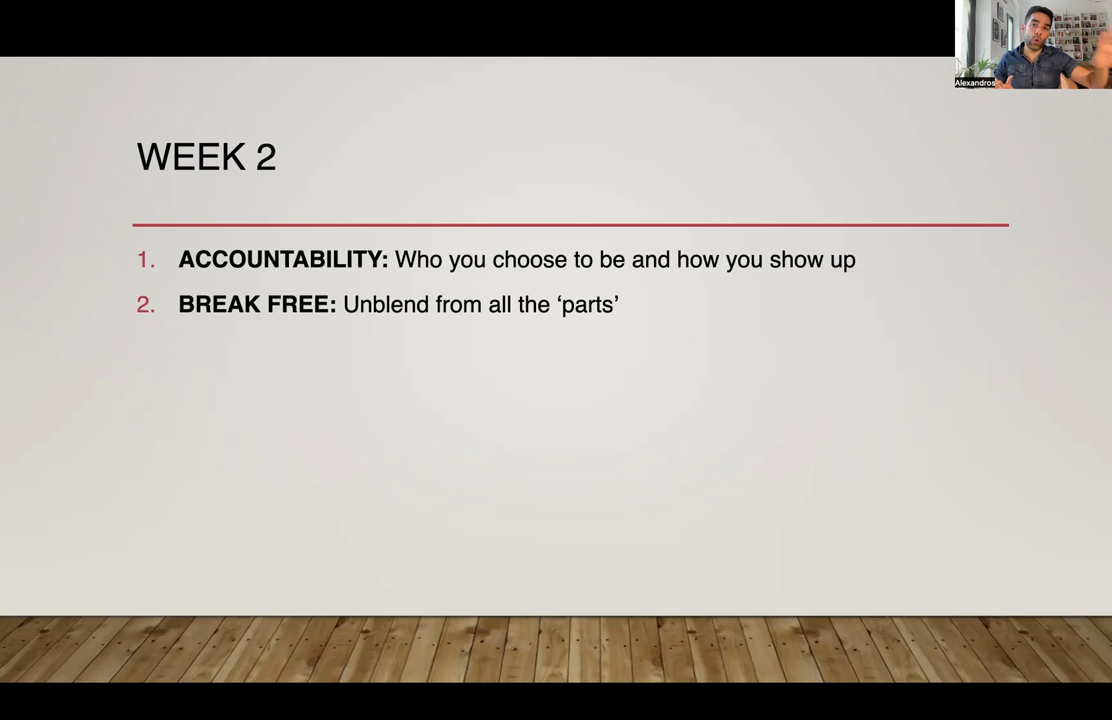 Alexandros
WEEK 2
1. ACCOUNTABILITY: Who you choose to be and how you show up
2. BREAK FREE: Unblend from all the ‘parts’